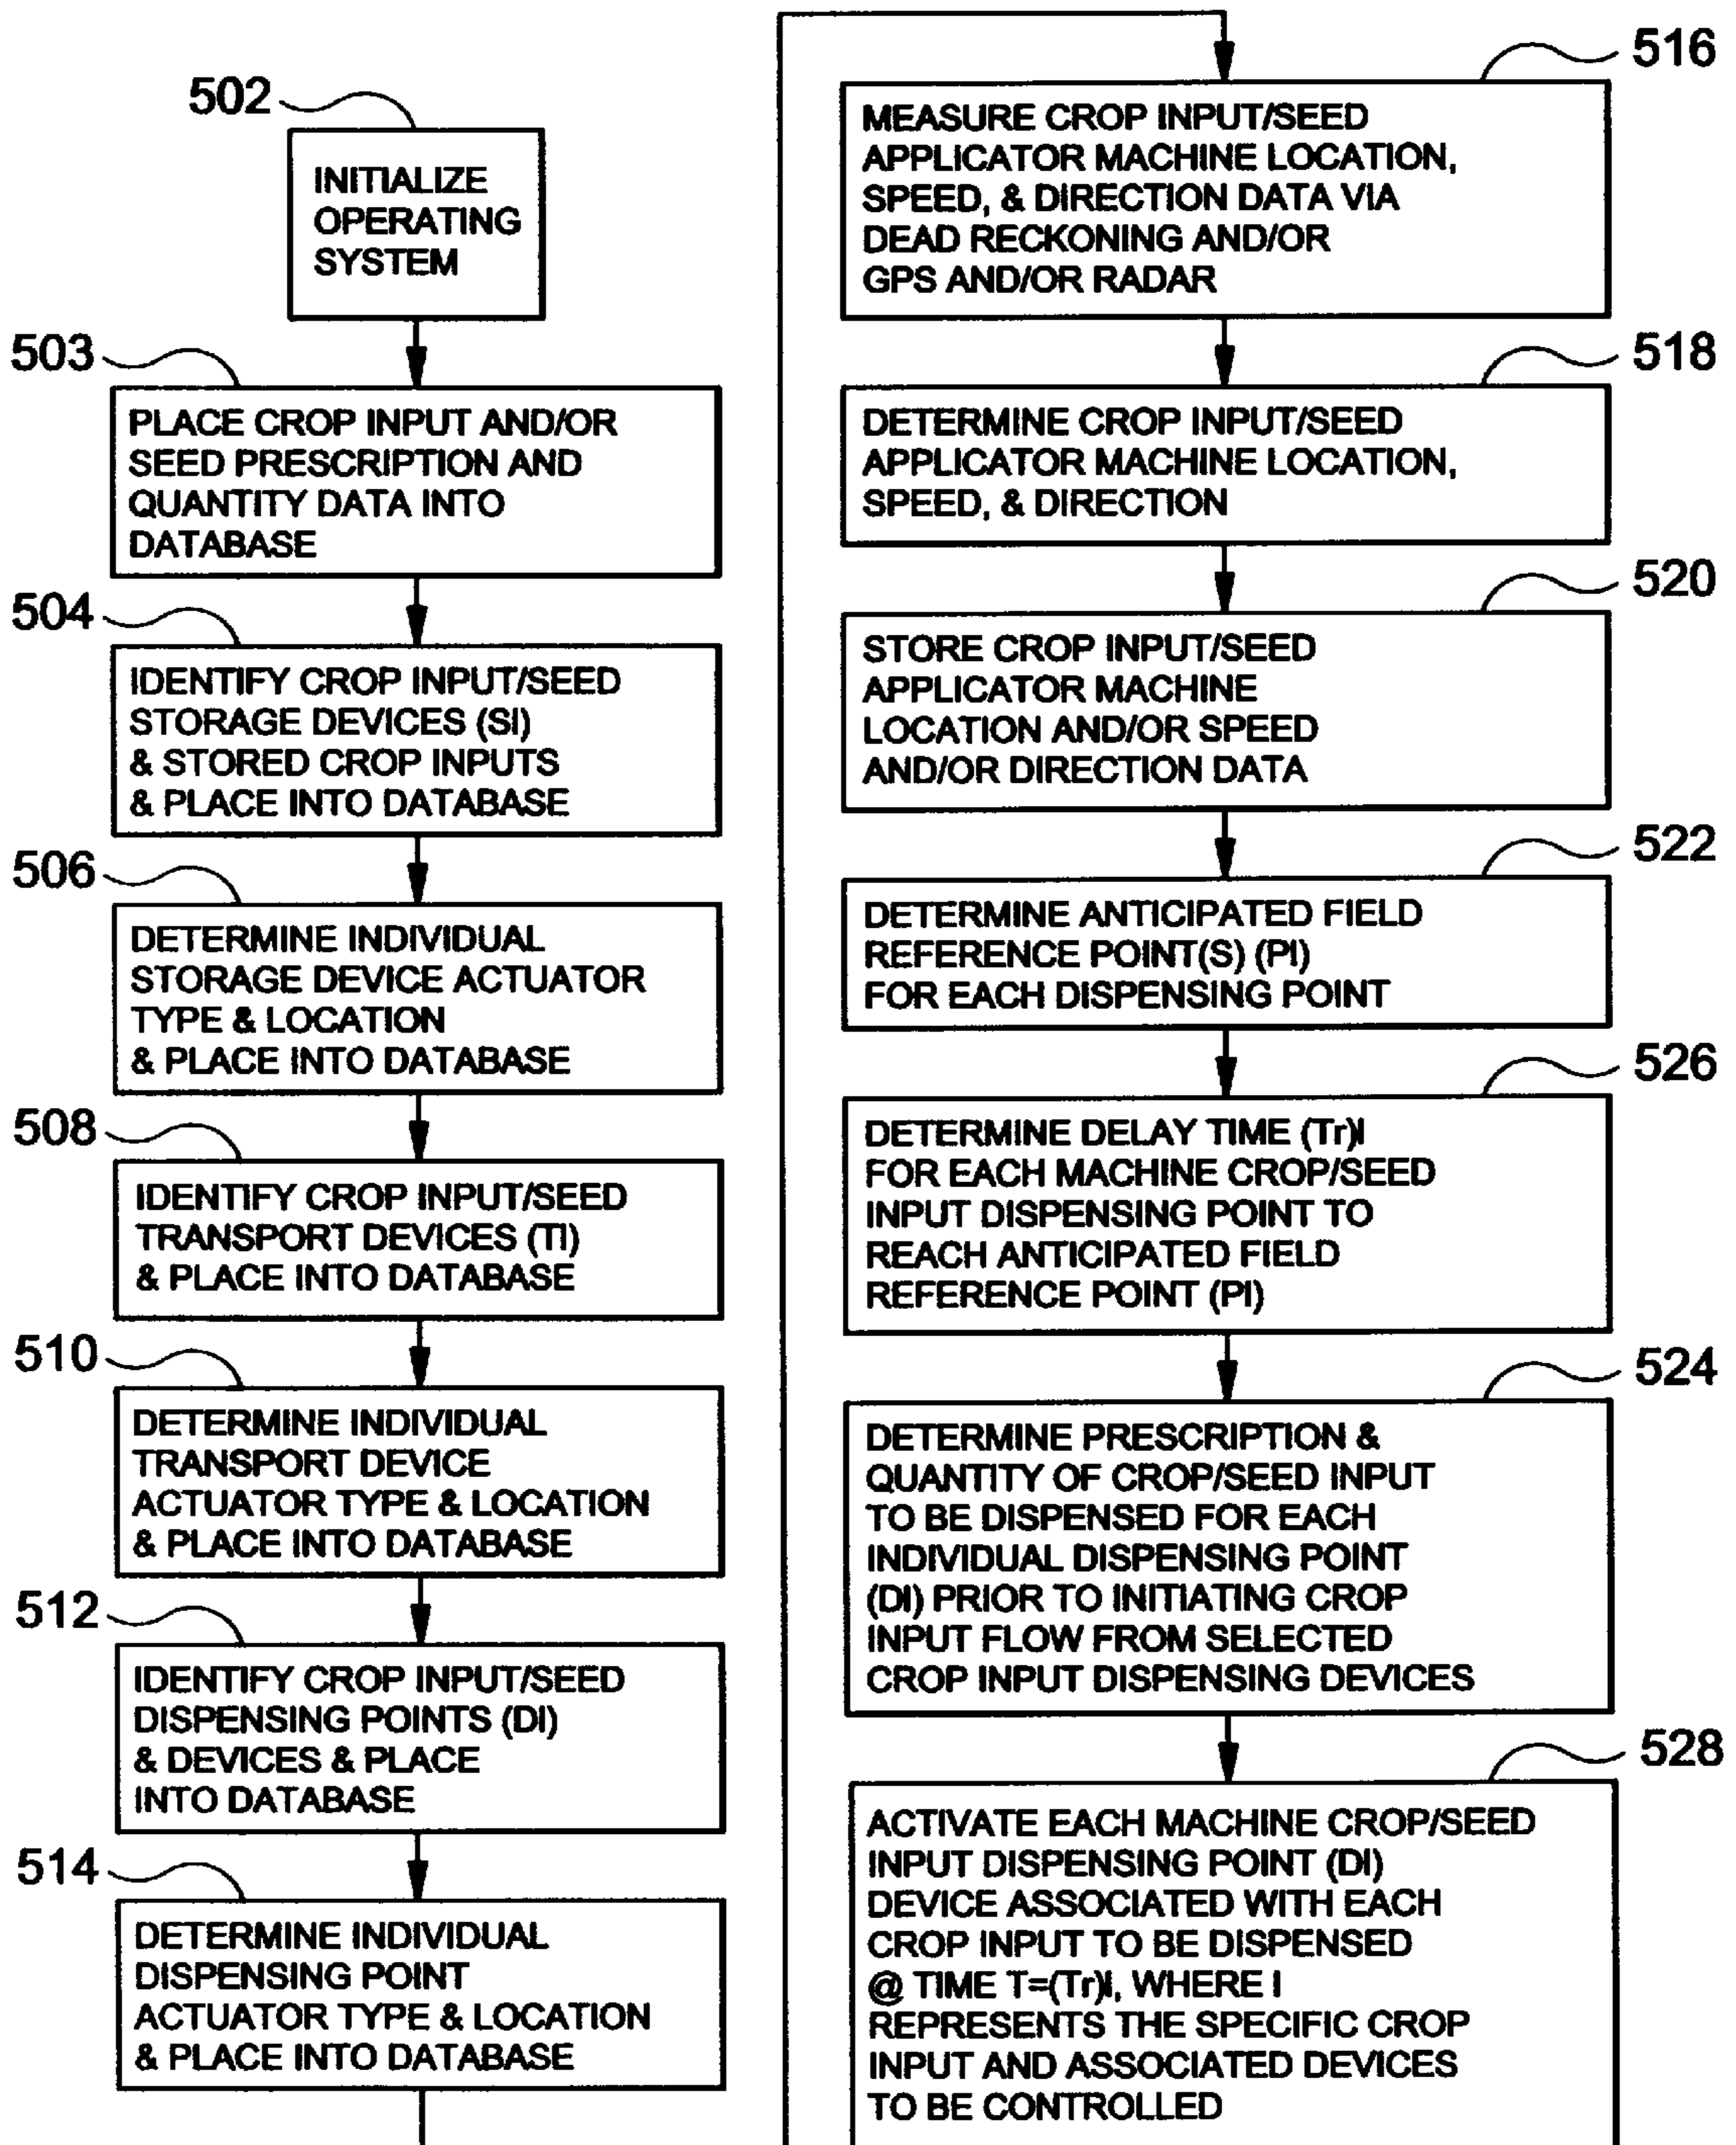 502
INITIALIZE
OPERATING
SYSTEM
503
PLACE CROP INPUT AND/OR
SEED PRESCRIPTION AND
QUANTITY DATA INTO
DATABASE
504
IDENTIFY CROP INPUT/SEED
STORAGE DEVICES (SI)
& STORED CROP INPUTS
& PLACE INTO DATABASE
506
DETERMINE INDIVIDUAL
STORAGE DEVICE ACTUATOR
TYPE & LOCATION
& PLACE INTO DATABASE
508
IDENTIFY CROP INPUT/SEED
TRANSPORT DEVICES (TI)
& PLACE INTO DATABASE
510
DETERMINE INDIVIDUAL
TRANSPORT DEVICE
ACTUATOR TYPE & LOCATION
& PLACE INTO DATABASE
512
IDENTIFY CROP INPUT/SEED
DISPENSING POINTS (DI)
& DEVICES & PLACE
INTO DATABASE
514
DETERMINE INDIVIDUAL
DISPENSING POINT
ACTUATOR TYPE & LOCATION
& PLACE INTO DATABASE
516
MEASURE CROP INPUT/SEED
APPLICATOR MACHINE LOCATION,
SPEED, & DIRECTION DATA VIA
DEAD RECKONING AND/OR
GPS AND/OR RADAR
518
DETERMINE CROP INPUT/SEED
APPLICATOR MACHINE LOCATION,
SPEED, & DIRECTION
520
STORE CROP INPUT/SEED
APPLICATOR MACHINE
LOCATION AND/OR SPEED
AND/OR DIRECTION DATA
522
DETERMINE ANTICIPATED FIELD
REFERENCE POINT(S) (PI)
FOR EACH DISPENSING POINT
526
DETERMINE DELAY TIME (Tr)I
FOR EACH MACHINE CROP/SEED
INPUT DISPENSING POINT TO
REACH ANTICIPATED FIELD
REFERENCE POINT (PI)
524
DETERMINE PRESCRIPTION &
QUANTITY OF CROP/SEED INPUT
TO BE DISPENSED FOR EACH
INDIVIDUAL DISPENSING POINT
(DI) PRIOR TO INITIATING CROP
INPUT FLOW FROM SELECTED
CROP INPUT DISPENSING DEVICES
528
ACTIVATE EACH MACHINE CROP/SEED
INPUT DISPENSING POINT (DI)
DEVICE ASSOCIATED WITH EACH
CROP INPUT TO BE DISPENSED
@ TIME T=(Tr)I, WHERE I
REPRESENTS THE SPECIFIC CROP
INPUT AND ASSOCIATED DEVICES
TO BE CONTROLLED